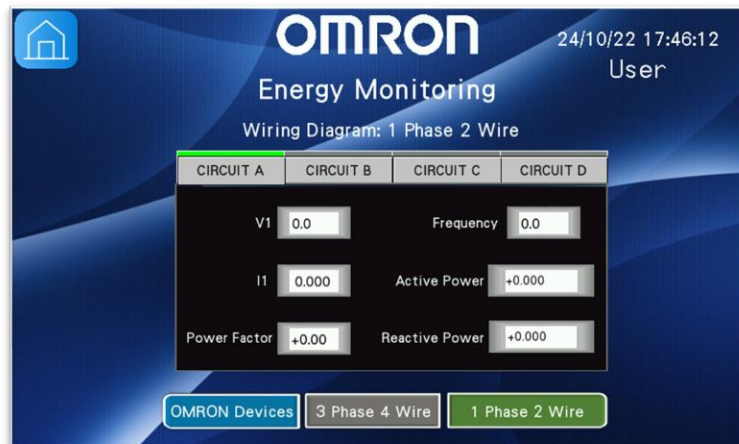 OMRON
24/10/22 17:46:12
User
Energy Monitoring
Wiring Diagram: 1 Phase 2 Wire
CIRCUIT A CIRCUIT B CIRCUIT C CIRCUIT D
V1 0.0 Frequency 0.0
I1 0.000 Active Power +0.000
Power Factor +0.00 Reactive Power +0.000
OMRON Devices 3 Phase 4 Wire 1 Phase 2 Wire